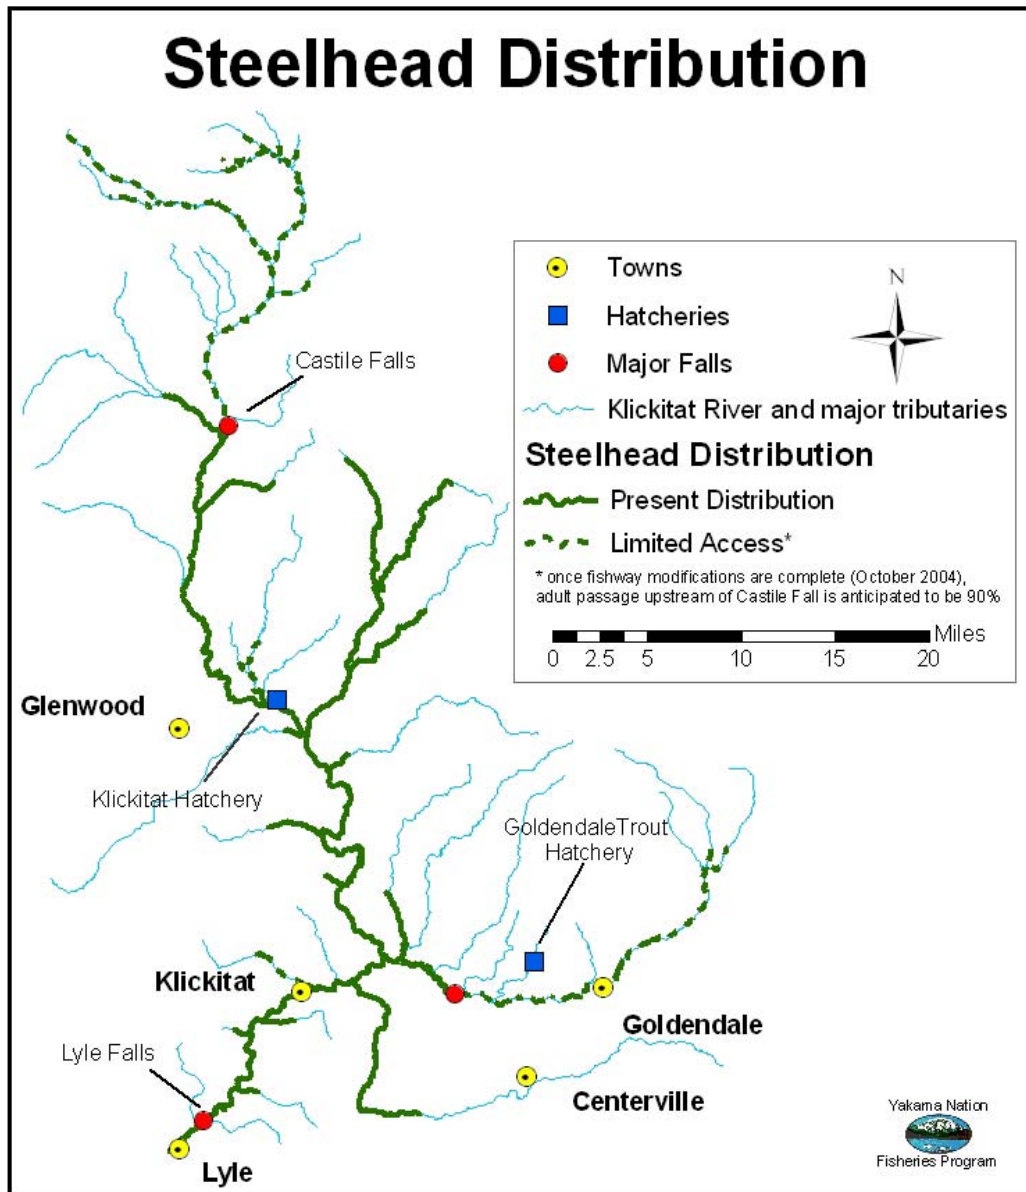 Steelhead Distribution
Towns
N
Hatcheries
Major Falls
Castile Falls
Klickitat River and major tributaries
Steelhead Distribution
Present Distribution
Limited Access*
* once fishway modifications are complete (October 2004),
adult passage upstream of Castile Fall is anticipated to be 90%
Miles
0 2.5 5 10 15 20
Glenwood
Klickitat Hatchery
GoldendaleTrout
Hatchery
Klickitat
Goldendale
Lyle Falls
Centerville
Lyle
Yakama Nation
Fisheries Program